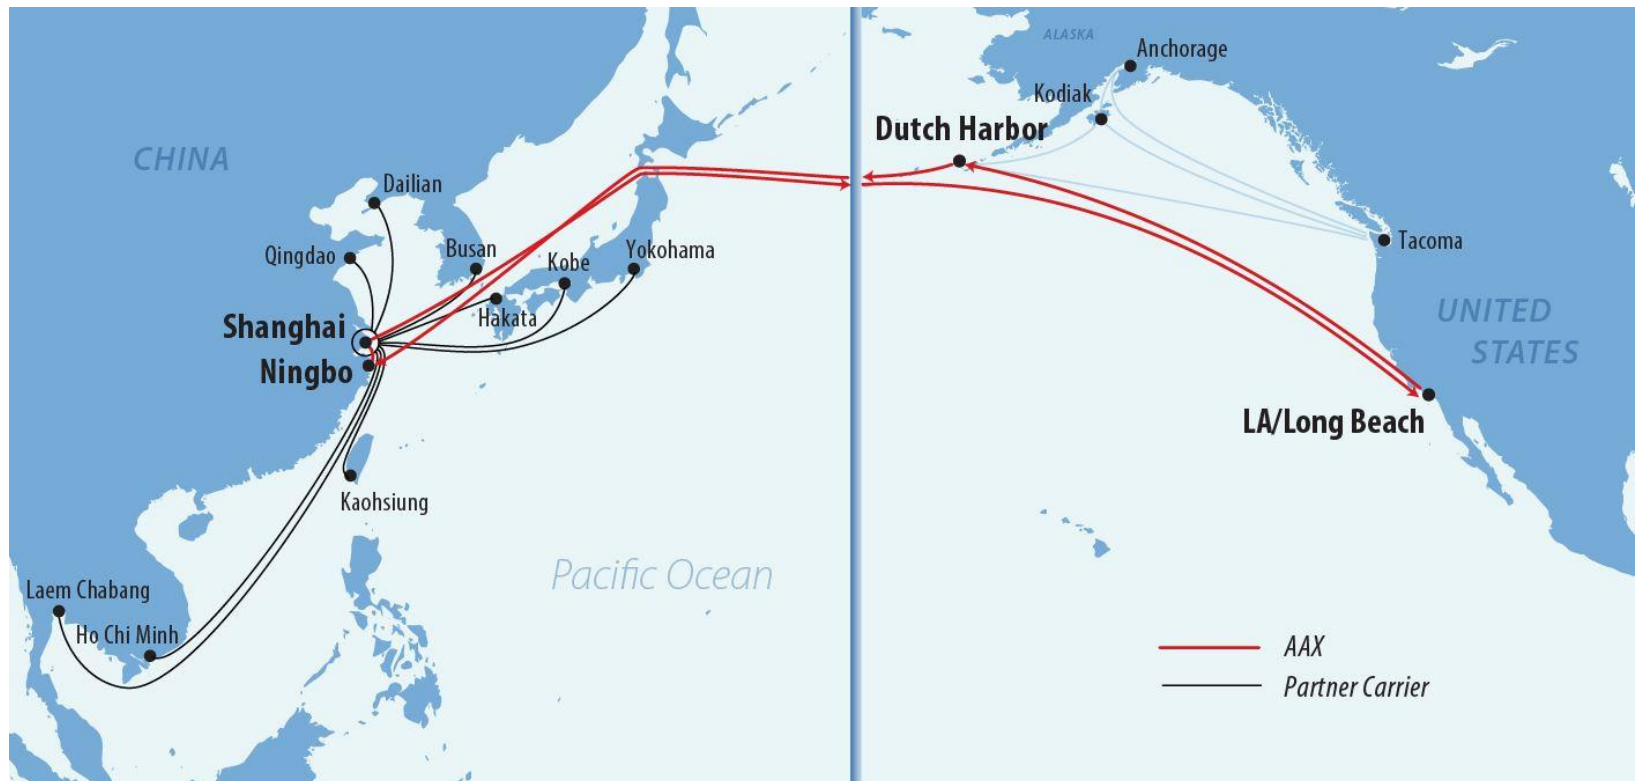 ALASKA
Anchorage
Kodiak
Dutch Harbor
CHINA
Dailian
Qingdao
Busan
Kobe
Yokohama
Tacoma
Hakata
Shanghai
Ningbo
UNITED
STATES
LA/Long Beach
Kaohsiung
Pacific Ocean
Laem Chabang
Ho Chi Minh
AAX
Partner Carrier